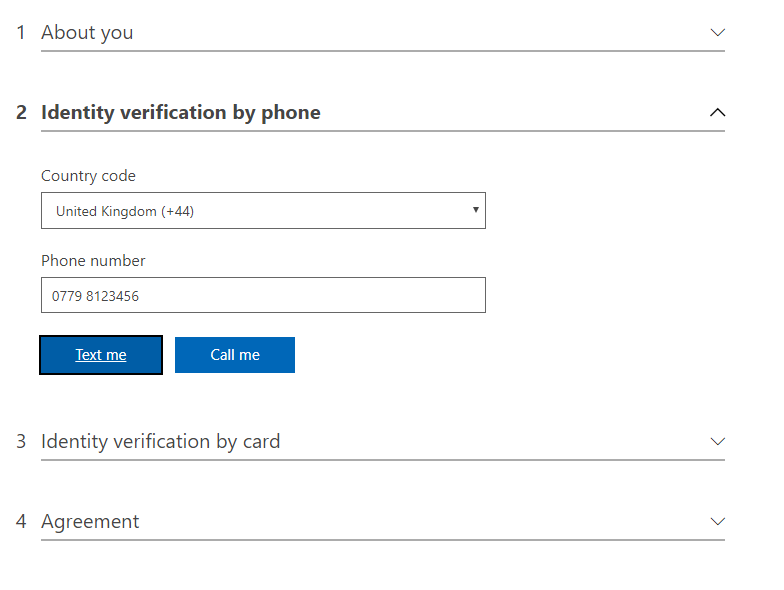 1 About you
2 Identity verification by phone
Country code
United Kingdom (+44)
Phone number
0779 8123456
Text me Call me
3 Identity verification by card
4 Agreement